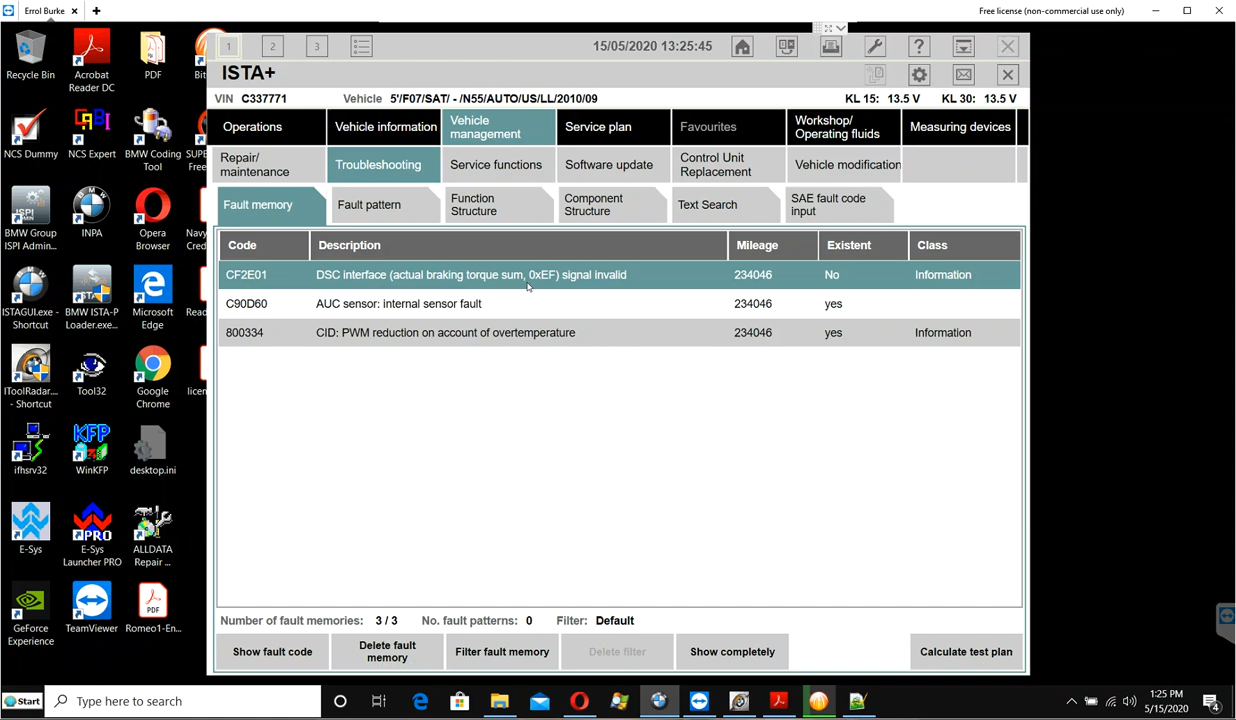 Errol Burke
Free license (non-commercial use only)
Recycle Bin
Acrobat
Reader DC
PDF
Bit
NCS Dummy
NCS Expert
BMW Coding
Tool
SUPE
Free
BMW Group
ISPI Admin...
INPA
Opera
Browser
Navy
Cred
ISTAGUI.exe -
Shortcut
BMW ISTA-P
Loader.exe...
Microsoft
Edge
Read
IToolRadar....
- Shortcut
Tool32
Google
Chrome
licen
ifhsrv32
WinKFP
desktop.ini
E-Sys
E-Sys
Launcher PRO
ALLDATA
Repair ...
GeForce
Experience
TeamViewer
Romeo1-En...
1
2
3
15/05/2020 13:25:45
ISTA+
VIN C337771 Vehicle 5'/F07/SAT/ - /N55/AUTO/US/LL/2010/09 KL 15: 13.5 V KL 30: 13.5 V
Operations
Vehicle information
Vehicle
management
Service plan
Favourites
Workshop/
Operating fluids
Measuring devices
Repair/
maintenance
Troubleshooting
Service functions
Software update
Control Unit
Replacement
Vehicle modification
Fault memory
Fault pattern
Function
Structure
Component
Structure
Text Search
SAE fault code
input
Code Description Mileage Existent Class
CF2E01 DSC interface (actual braking torque sum, 0xEF) signal invalid 234046 No Information
C90D60 AUC sensor: internal sensor fault 234046 yes
800334 CID: PWM reduction on account of overtemperature 234046 yes Information
Number of fault memories: 3 / 3 No. fault patterns: 0 Filter: Default
Show fault code
Delete fault
memory
Filter fault memory
Delete filter
Show completely
Calculate test plan
Start
Type here to search
1:25 PM
5/15/2020
4